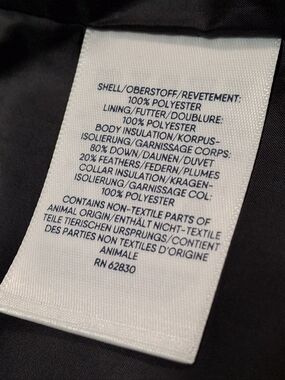 SHELL/OBERSTOFF/REVETEMENT:
100% POLYESTER
LINING/FUTTER/DOUBLURE:
100% POLYESTER
BODY INSULATION/KORPUS-
ISOLIERUNG/GARNISSAGE CORPS:
80% DOWN/DAUNEN/DUVET
20% FEATHERS/FEDERN/PLUMES
COLLAR INSULATION/KRAGEN-
ISOLIERUNG/GARNISSAGE COL:
100% POLYESTER
CONTAINS NON-TEXTILE PARTS OF
ANIMAL ORIGIN/ENTHÄLT NICHT-TEXTILE
TEILE TIERISCHEN URSPRUNGS/CONTIENT
DES PARTIES NON TEXTILES D'ORIGINE
ANIMALE
RN 62830